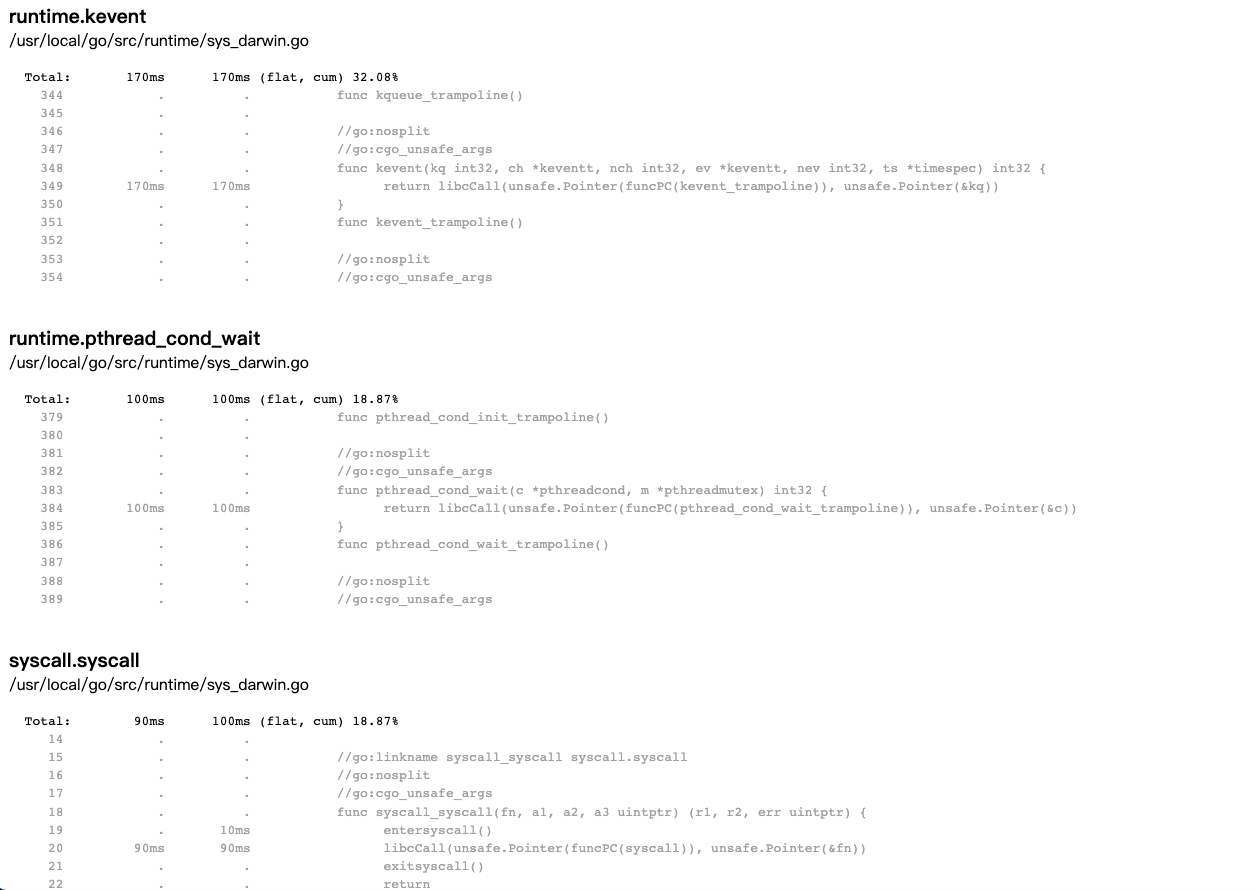 runtime.kevent
/usr/local/go/src/runtime/sys_darwin.go
Total: 170ms 170ms (flat, cum) 32.08%
344 . . func kqueue_trampoline()
345 . .
346 . . //go:nosplit
347 . . //go:cgo_unsafe_args
348 . . func kevent(kq int32, ch *keventt, nch int32, ev *keventt, nev int32, ts *timespec) int32 {
349 170ms 170ms return libcCall(unsafe.Pointer(funcPC(kevent_trampoline)), unsafe.Pointer(&kq))
350 . . }
351 . . func kevent_trampoline()
352 . .
353 . . //go:nosplit
354 . . //go:cgo_unsafe_args
runtime.pthread_cond_wait
/usr/local/go/src/runtime/sys_darwin.go
Total: 100ms 100ms (flat, cum) 18.87%
379 . . func pthread_cond_init_trampoline()
380 . .
381 . . //go:nosplit
382 . . //go:cgo_unsafe_args
383 . . func pthread_cond_wait(c *pthreadcond, m *pthreadmutex) int32 {
384 100ms 100ms return libcCall(unsafe.Pointer(funcPC(pthread_cond_wait_trampoline)), unsafe.Pointer(&c))
385 . . }
386 . . func pthread_cond_wait_trampoline()
387 . .
388 . . //go:nosplit
389 . . //go:cgo_unsafe_args
syscall.syscall
/usr/local/go/src/runtime/sys_darwin.go
Total: 90ms 100ms (flat, cum) 18.87%
14 . .
15 . . //go:linkname syscall_syscall syscall.syscall
16 . . //go:nosplit
17 . . //go:cgo_unsafe_args
18 . . func syscall_syscall(fn, a1, a2, a3 uintptr) (r1, r2, err uintptr) {
19 . 10ms entersyscall()
20 90ms 90ms libcCall(unsafe.Pointer(funcPC(syscall)), unsafe.Pointer(&fn))
21 . . exitsyscall()
22 . . return